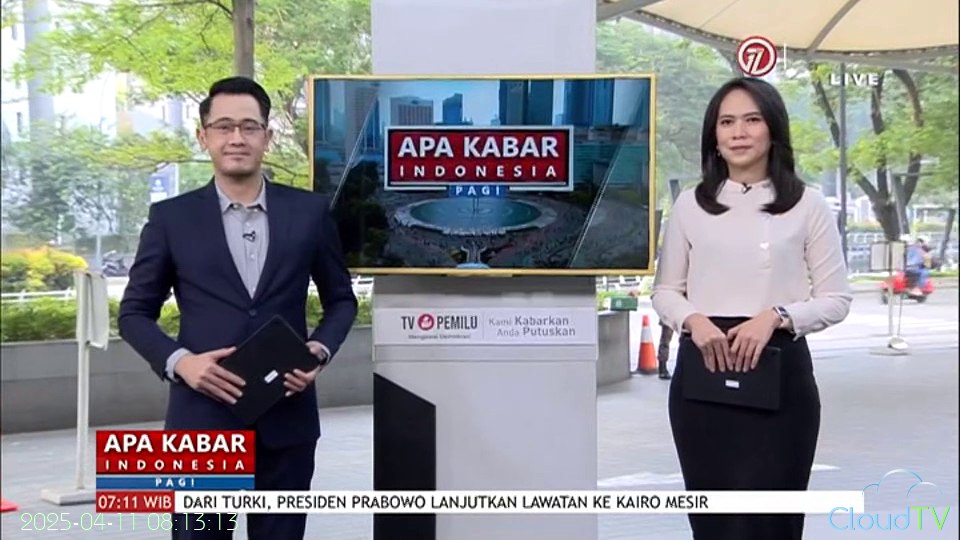 LIVE
APA KABAR
INDONESIA
PAGI
TV PEMILU
Mengawal Demokrasi
Kami Kabarkan
Anda Putuskan
APA KABAR
INDONESIA
PAGI
07:11 WIB
DARI TURKI, PRESIDEN PRABOWO LANJUTKAN LAWATAN KE KAIRO MESIR
2025-04-11 08:13:13
CloudTV